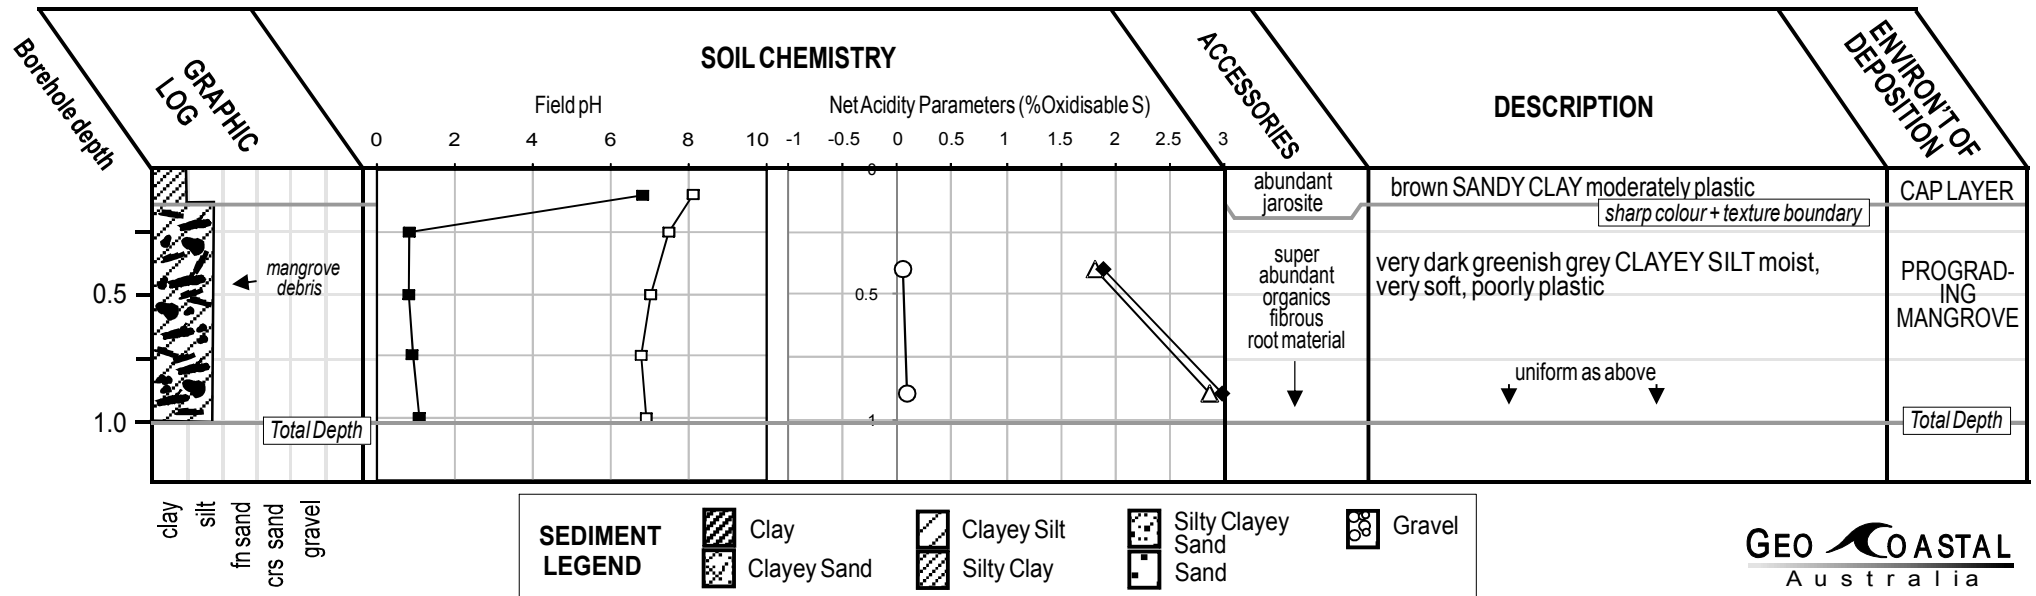 Borehole depth
GRAPHIC
LOG
SOIL CHEMISTRY
Field pH
0 2 4 6 8 10
Net Acidity Parameters (%Oxidisable S)
-1 -0.5 0 0.5 1 1.5 2 2.5 3
ACCESSORIES
DESCRIPTION
ENVIRON'T OF
DEPOSITION
0
0.5
1
0.5
1.0
mangrove
debris
Total Depth
abundant
jarosite
super
abundant
organics
fibrous
root material
brown SANDY CLAY moderately plastic
sharp colour + texture boundary
very dark greenish grey CLAYEY SILT moist,
very soft, poorly plastic
uniform as above
CAP LAYER
PROGRAD-
ING
MANGROVE
Total Depth
clay
silt
fn sand
crs sand
gravel
SEDIMENT
LEGEND
Clay
Clayey Sand
Clayey Silt
Silty Clay
Silty Clayey
Sand
Sand
Gravel
GEO COASTAL
Australia